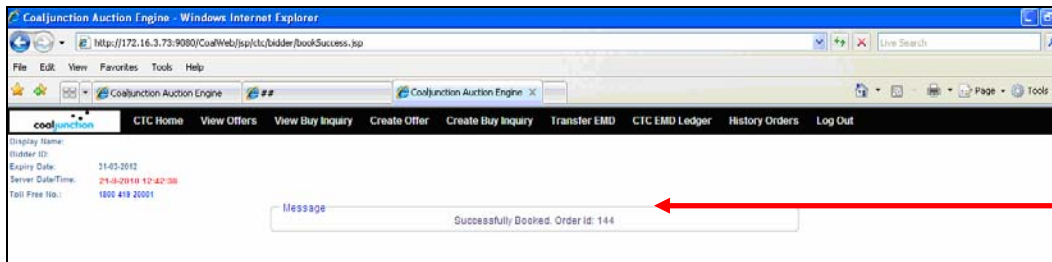 Coaljunction Auction Engine - Windows Internet Explorer
http://172.16.3.73:9080/CoalWeb/jsp/ctc/bidder/bookSuccess.jsp
Live Search
File Edit View Favorites Tools Help
Coaljunction Auction Engine ## Coaljunction Auction Engine Page Tools
coaljunction CTC Home View Offers View Buy Inquiry Create Offer Create Buy Inquiry Transfer EMD CTC EMD Ledger History Orders Log Out
Display Name:
Bidder ID:
Expiry Date: 31-03-2012
Server Date/Time: 21-8-2010 12:42:38
Toll Free No.: 1800 419 20001
Message
Successfully Booked. Order Id: 144